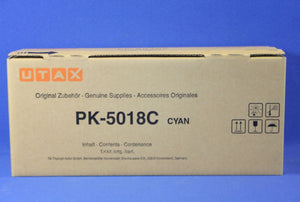 UTAX
Original Zubehör - Genuine Supplies - Accessoires Originales
PK-5018C CYAN
Inhalt - Contents - Contenance